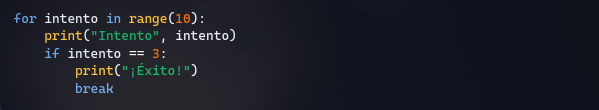 for intento in range(10):
    print("Intento", intento)
    if intento == 3:
        print("¡Éxito!")
        break